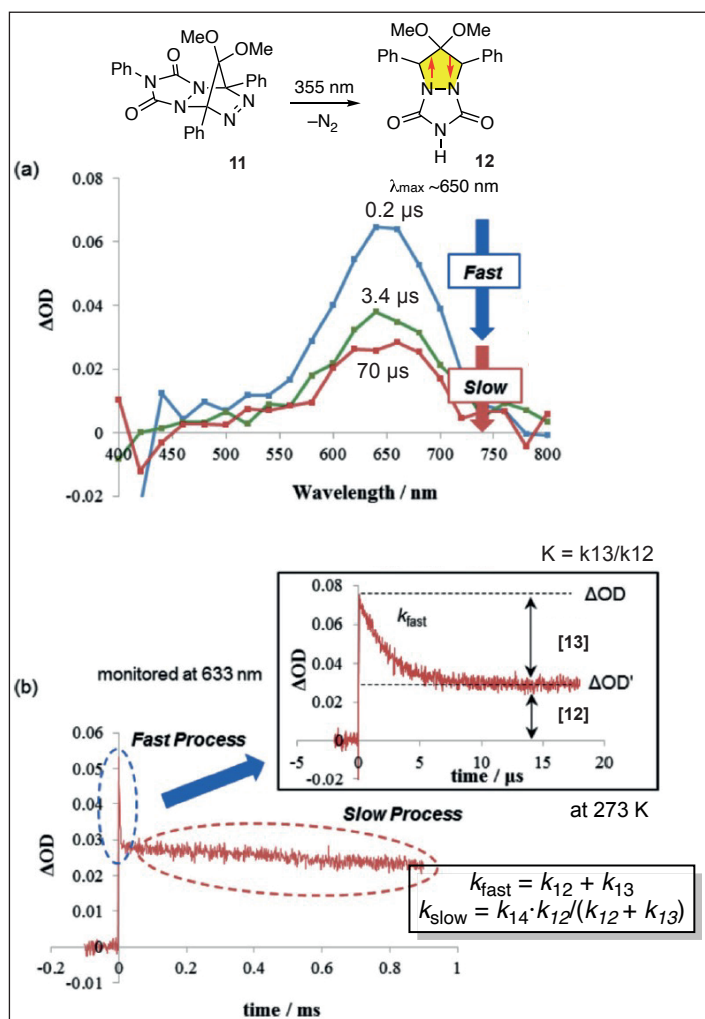 MeO OMe
Ph N
O
N
N
Ph
O
N
N
Ph
11
355 nm
–N2
MeO OMe
Ph Ph
N N
O O
N
H
12
λmax ~650 nm
(a)
0.08
0.06
0.04
0.02
0
-0.02
ΔOD
0.2 µs
3.4 µs
70 µs
Fast
Slow
400 450 500 550 600 650 700 750 800
Wavelength / nm
K = k13/k12
0.08
0.06
0.04
0.02
0
-0.02
ΔOD
kfast
ΔOD
[13]
ΔOD'
[12]
-5 0 5 10 15 20
time / µs
at 273 K
monitored at 633 nm
(b)
0.06
0.05
0.04
0.03
0.02
0.01
0
-0.01
ΔOD
Fast Process
Slow Process
kfast = k12 + k13
kslow = k14·k12/(k12 + k13)
-0.2 0 0.2 0.4 0.6 0.8 1
time / ms